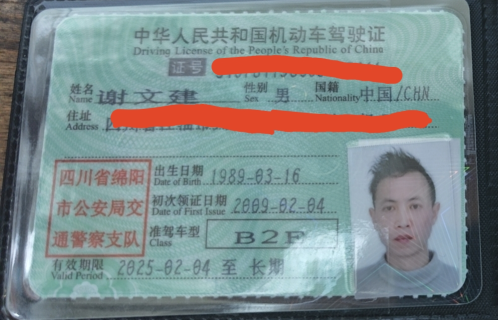 中华人民共和国机动车驾驶证
Driving License of the People's Republic of China
证号
姓名 谢文建 性别 男 国籍 中国/CHN
Name Sex Nationality
住址
Address
四川省绵阳
市公安局交
通警察支队
出生日期 1989-03-16
Date of Birth
初次领证日期 2009-02-04
Date of First Issue
准驾车型 B2E
Class
有效期限 2025-02-04 至 长期
Valid Period